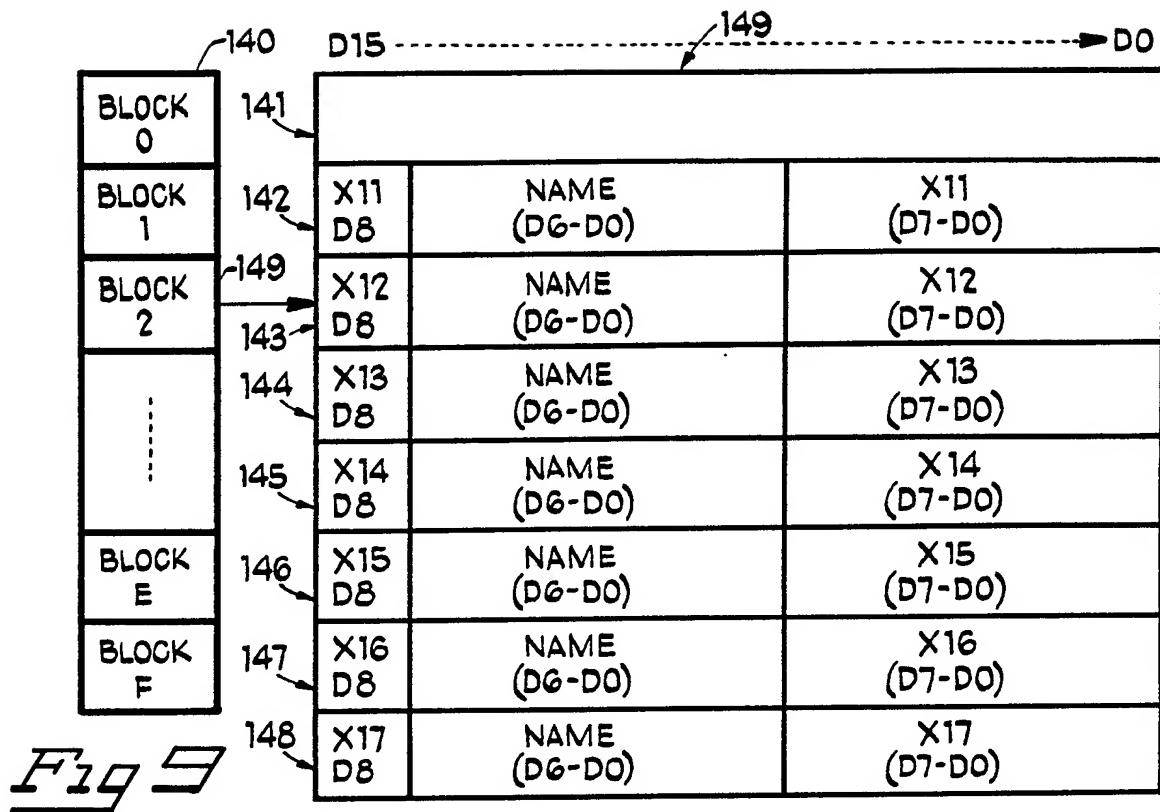 140
D15 149 D0
BLOCK
0
141
BLOCK
1
142 X11
D8 NAME
(D6-D0) X11
(D7-D0)
BLOCK
2
149
143 X12
D8 NAME
(D6-D0) X12
(D7-D0)
144 X13
D8 NAME
(D6-D0) X13
(D7-D0)
145 X14
D8 NAME
(D6-D0) X14
(D7-D0)
BLOCK
E
146 X15
D8 NAME
(D6-D0) X15
(D7-D0)
BLOCK
F
147 X16
D8 NAME
(D6-D0) X16
(D7-D0)
148 X17
D8 NAME
(D6-D0) X17
(D7-D0)
Fig 9